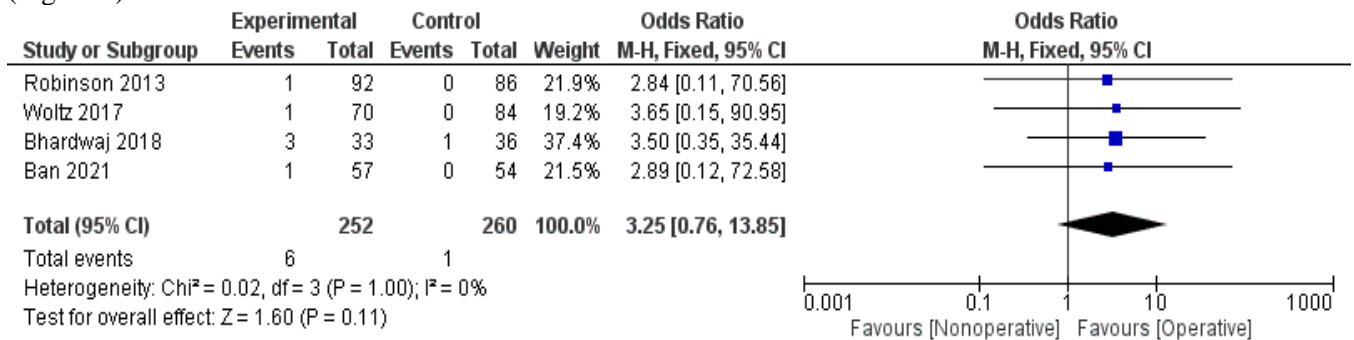 Experimental Control Odds Ratio Odds Ratio
Study or Subgroup Events Total Events Total Weight M-H, Fixed, 95% CI M-H, Fixed, 95% CI
Robinson 2013 1 92 0 86 21.9% 2.84 [0.11, 70.56]
Woltz 2017 1 70 0 84 19.2% 3.65 [0.15, 90.95]
Bhardwaj 2018 3 33 1 36 37.4% 3.50 [0.35, 35.44]
Ban 2021 1 57 0 54 21.5% 2.89 [0.12, 72.58]
Total (95% CI) 252 260 100.0% 3.25 [0.76, 13.85]
Total events 6 1
Heterogeneity: Chi² = 0.02, df = 3 (P = 1.00); I² = 0%
Test for overall effect: Z = 1.60 (P = 0.11)
0.001 0.1 1 10 1000
Favours [Nonoperative] Favours [Operative]